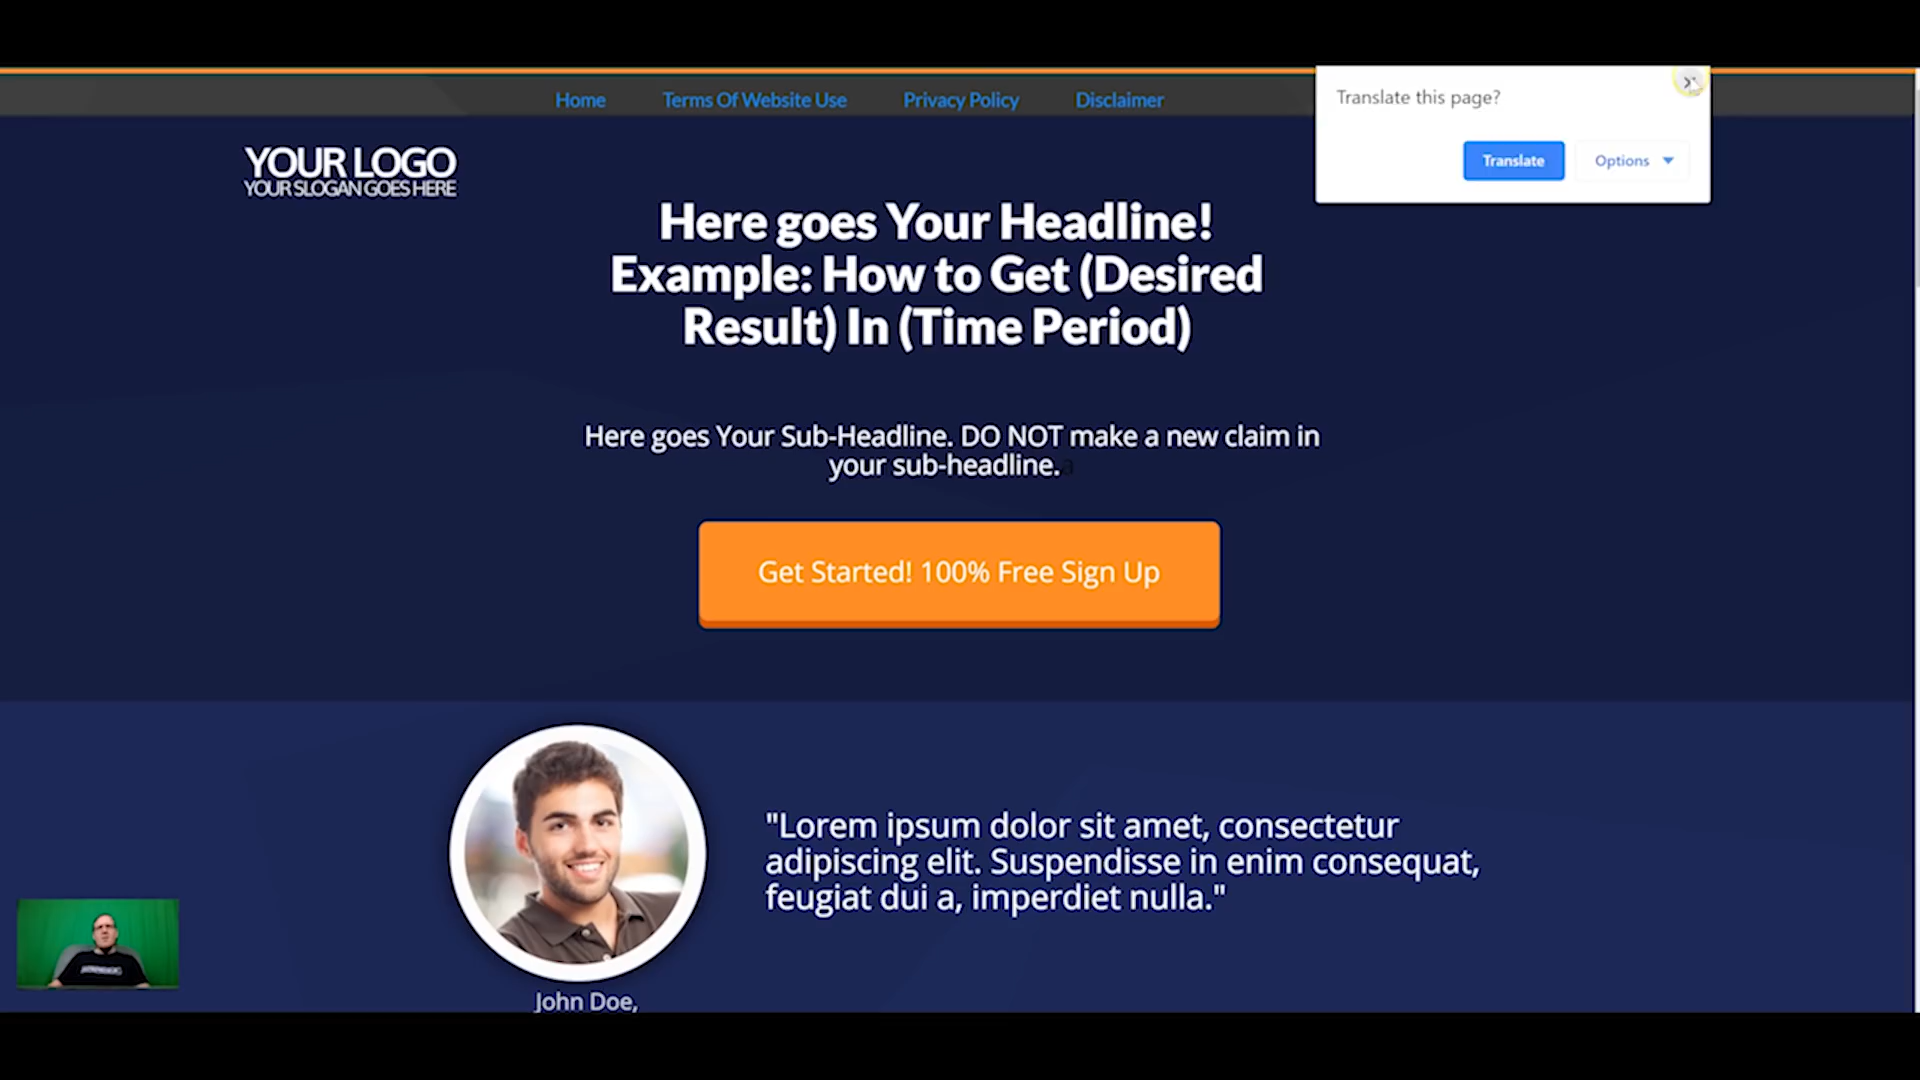 Home Terms Of Website Use Privacy Policy Disclaimer
Translate this page?
Translate Options
YOUR LOGO
YOUR SLOGAN GOES HERE
Here goes Your Headline!
Example: How to Get (Desired
Result) In (Time Period)
Here goes Your Sub-Headline. DO NOT make a new claim in
your sub-headline.a
Get Started! 100% Free Sign Up
"Lorem ipsum dolor sit amet, consectetur
adipiscing elit. Suspendisse in enim consequat,
feugiat dui a, imperdiet nulla."
John Doe,